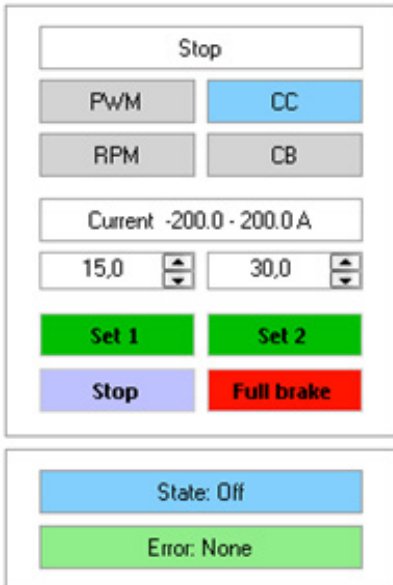 Stop
PWM CC
RPM CB
Current -200.0 - 200.0 A
15,0 30,0
Set 1 Set 2
Stop Full brake
State: Off
Error: None